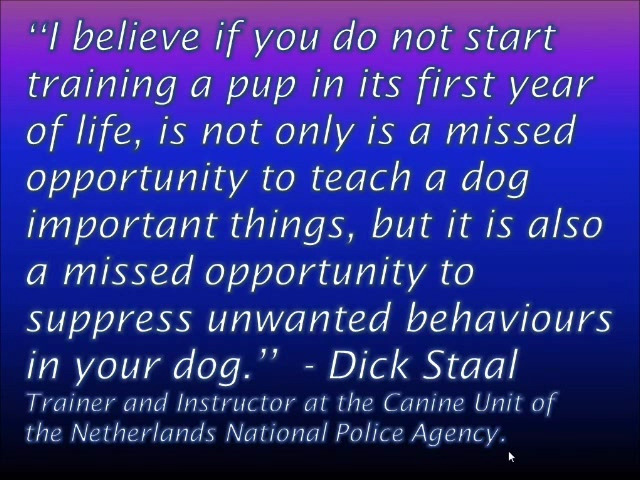 “I believe if you do not start
training a pup in its first year
of life, is not only is a missed
opportunity to teach a dog
important things, but it is also
a missed opportunity to
suppress unwanted behaviours
in your dog.” - Dick Staal
Trainer and Instructor at the Canine Unit of
the Netherlands National Police Agency.